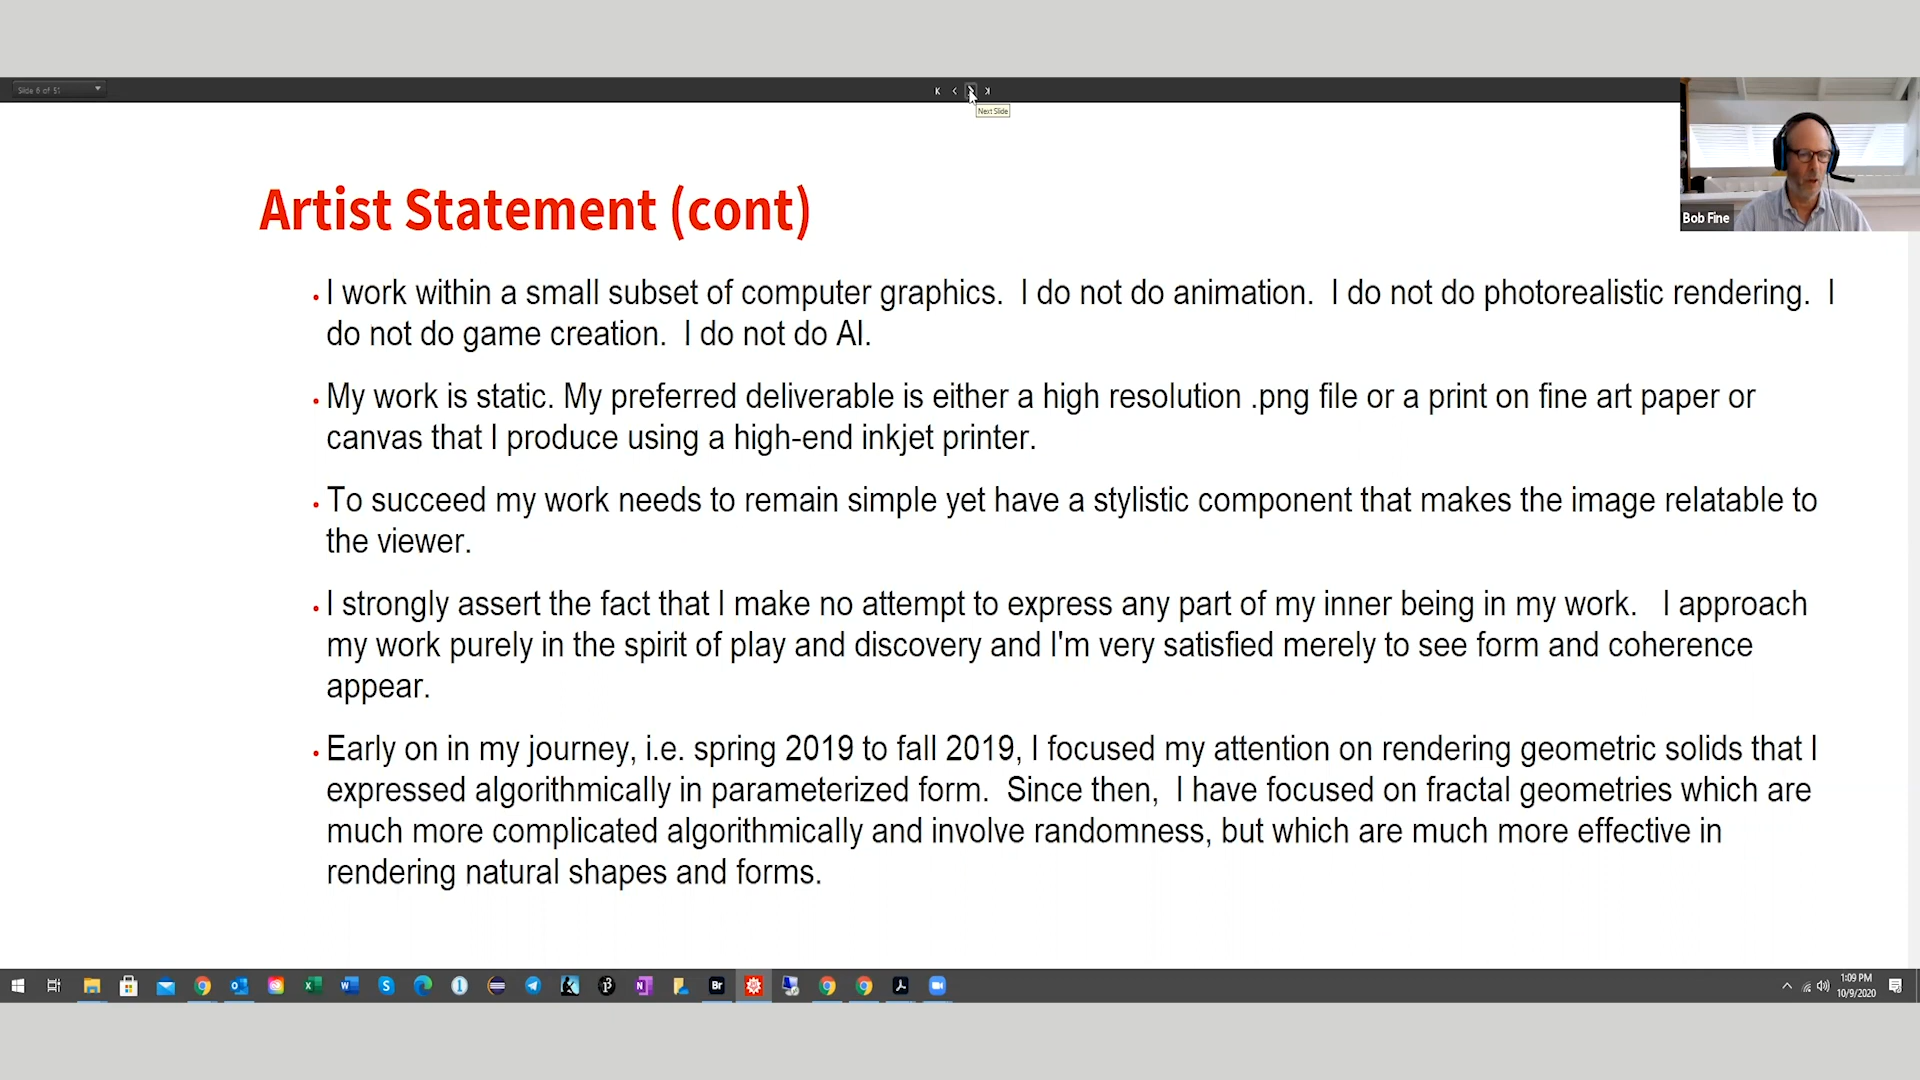 Slide 6 of 51
Next Slide
Bob Fine
Artist Statement (cont)
• I work within a small subset of computer graphics.  I do not do animation.  I do not do photorealistic rendering.  I
do not do game creation.  I do not do AI.
• My work is static. My preferred deliverable is either a high resolution .png file or a print on fine art paper or
canvas that I produce using a high-end inkjet printer.
• To succeed my work needs to remain simple yet have a stylistic component that makes the image relatable to
the viewer.
• I strongly assert the fact that I make no attempt to express any part of my inner being in my work.   I approach
my work purely in the spirit of play and discovery and I'm very satisfied merely to see form and coherence
appear.
• Early on in my journey, i.e. spring 2019 to fall 2019, I focused my attention on rendering geometric solids that I
expressed algorithmically in parameterized form.  Since then,  I have focused on fractal geometries which are
much more complicated algorithmically and involve randomness, but which are much more effective in
rendering natural shapes and forms.
Br
1:09 PM
10/9/2020